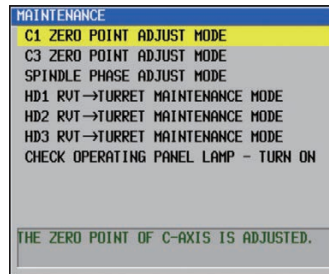 MAINTENANCE
C1 ZERO POINT ADJUST MODE
C3 ZERO POINT ADJUST MODE
SPINDLE PHASE ADJUST MODE
HD1 RVT→TURRET MAINTENANCE MODE
HD2 RVT→TURRET MAINTENANCE MODE
HD3 RVT→TURRET MAINTENANCE MODE
CHECK OPERATING PANEL LAMP - TURN ON
THE ZERO POINT OF C-AXIS IS ADJUSTED.